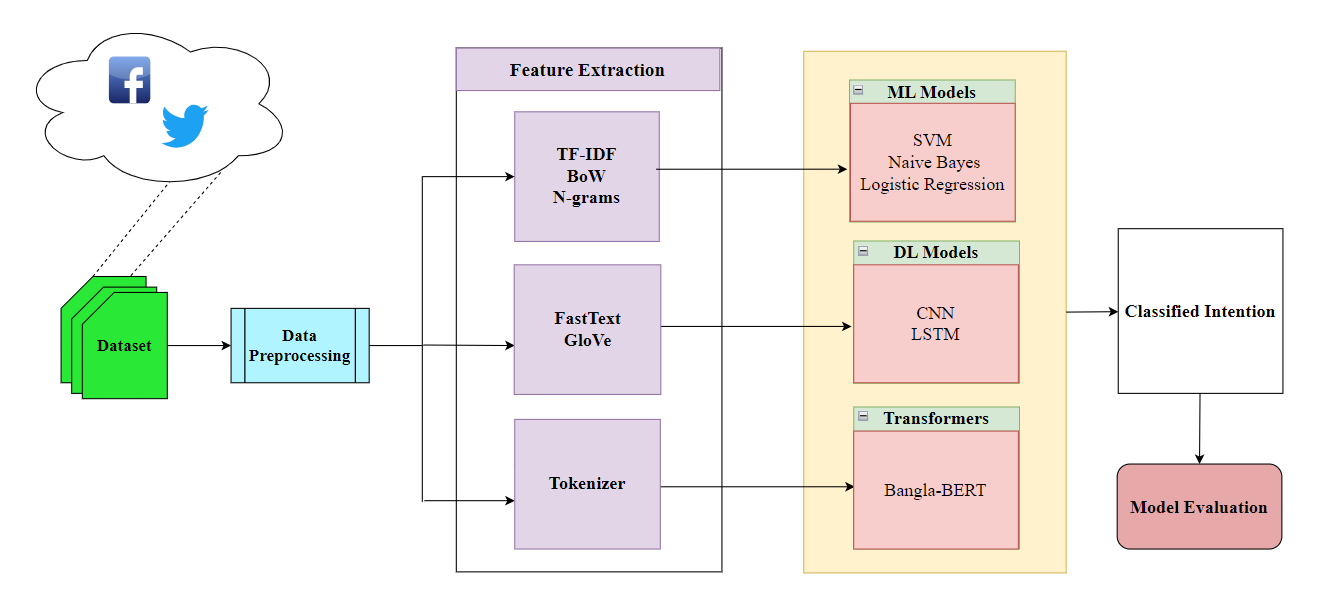 Feature Extraction
TF-IDF
BoW
N-grams
FastText
GloVe
Tokenizer
ML Models
SVM
Naive Bayes
Logistic Regression
DL Models
CNN
LSTM
Transformers
Bangla-BERT
Dataset
Data
Preprocessing
Classified Intention
Model Evaluation